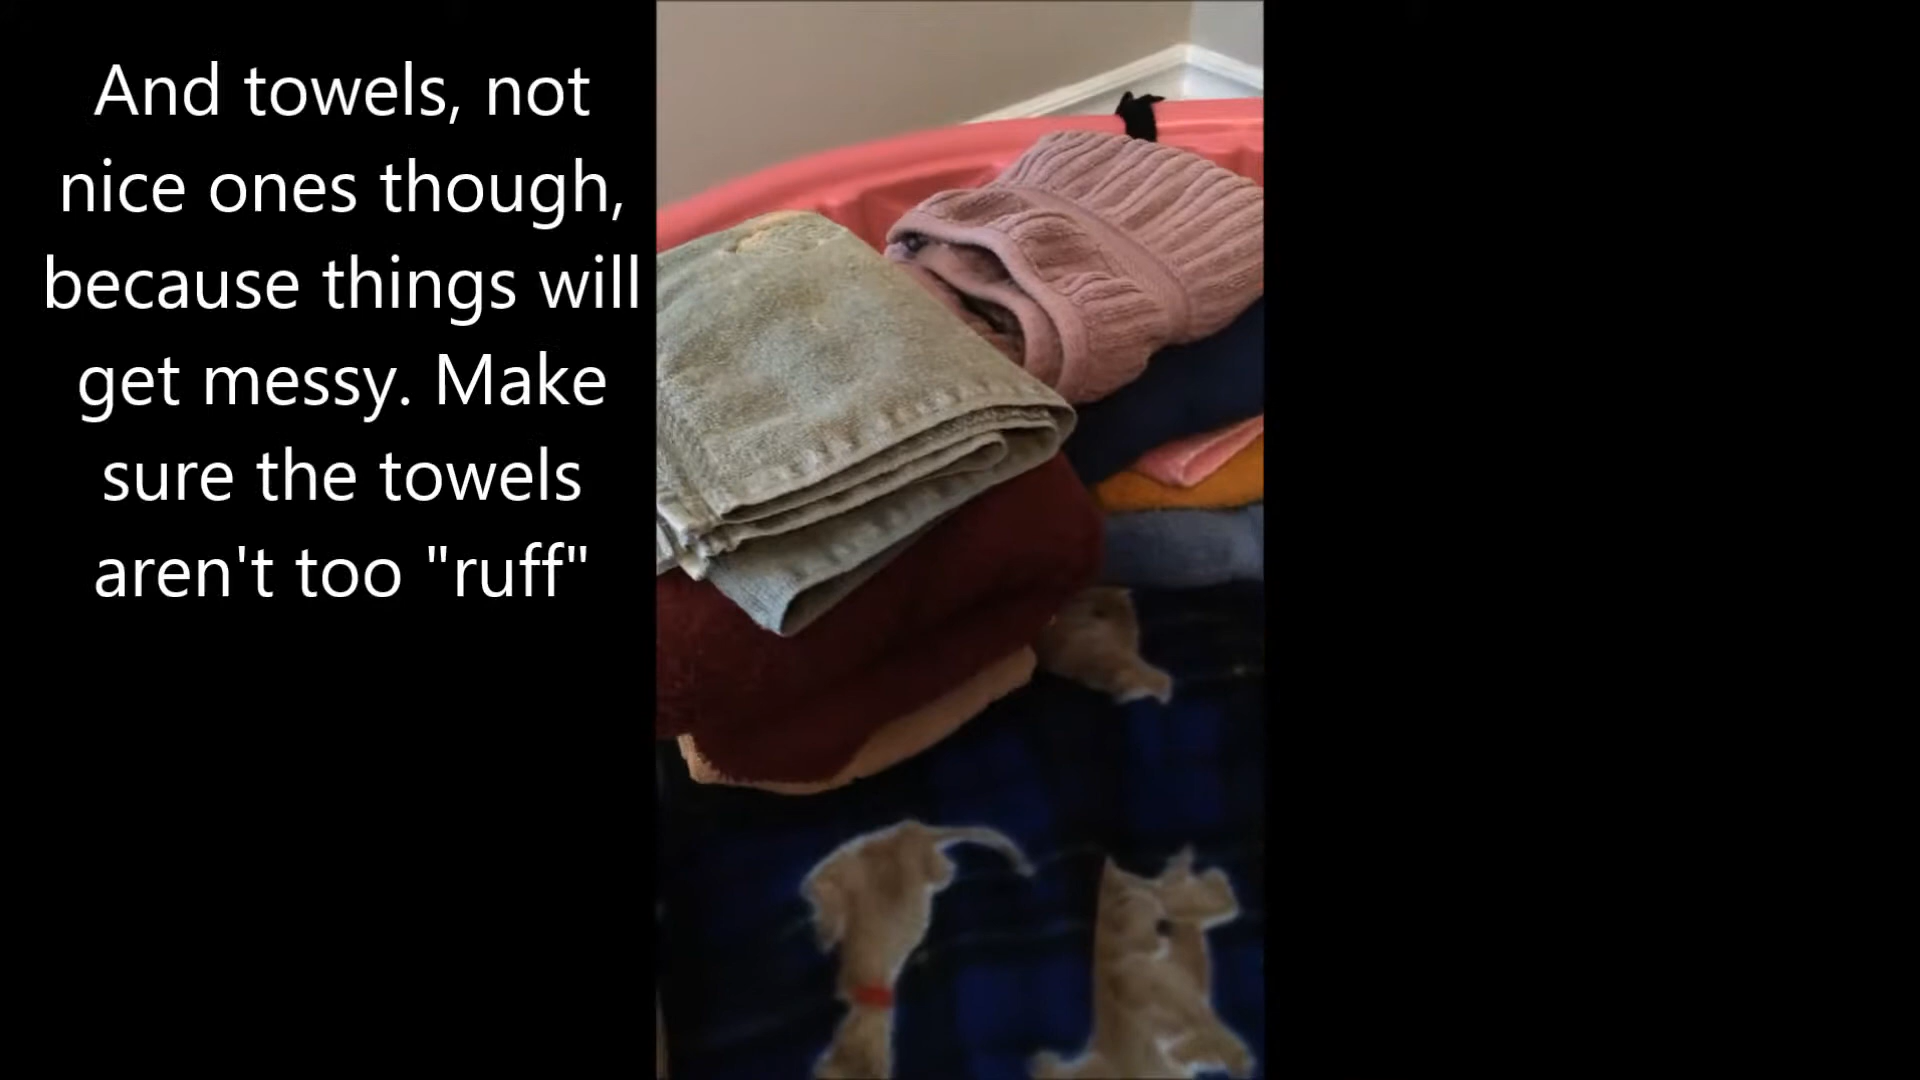 And towels, not
nice ones though,
because things will
get messy. Make
sure the towels
aren't too "ruff"